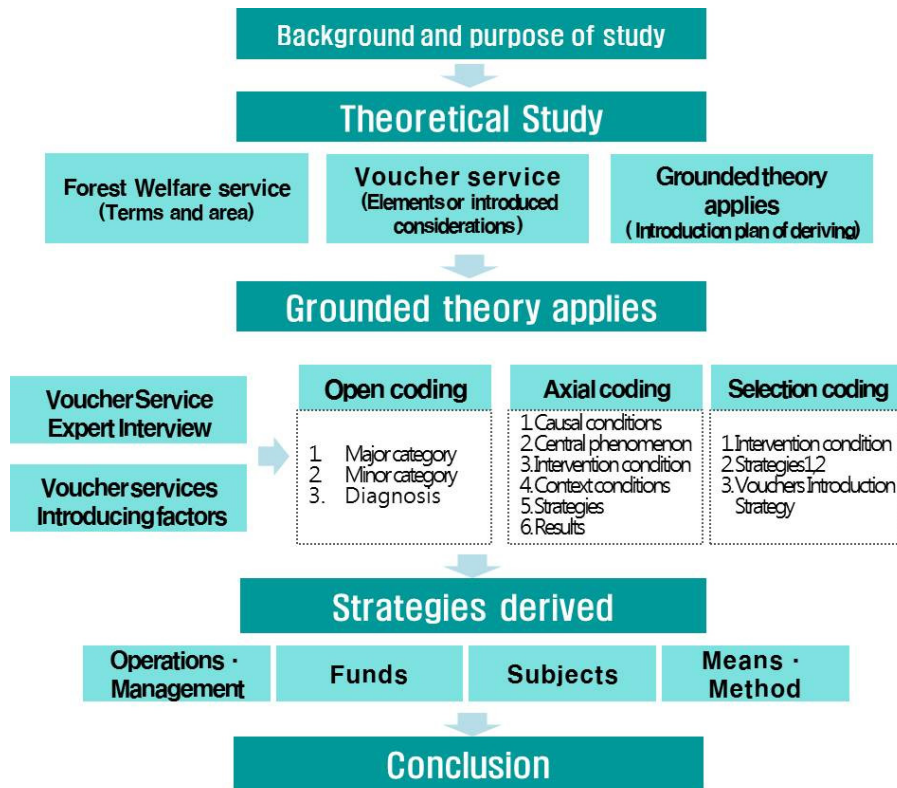 Background and purpose of study
Theoretical Study
Forest Welfare service
(Terms and area)
Voucher service
(Elements or introduced
considerations)
Grounded theory
applies
( Introduction plan of deriving)
Grounded theory applies
Voucher Service
Expert Interview
Voucher services
Introducing factors
Open coding
1. Major category
2. Minor category
3. Diagnosis
Axial coding
1. Causal conditions
2. Central phenomenon
3. Intervention condition
4. Context conditions
5. Strategies
6. Results
Selection coding
1. Intervention condition
2. Strategies1,2
3. Vouchers Introduction
Strategy
Strategies derived
Operations ·
Management
Funds
Subjects
Means ·
Method
Conclusion